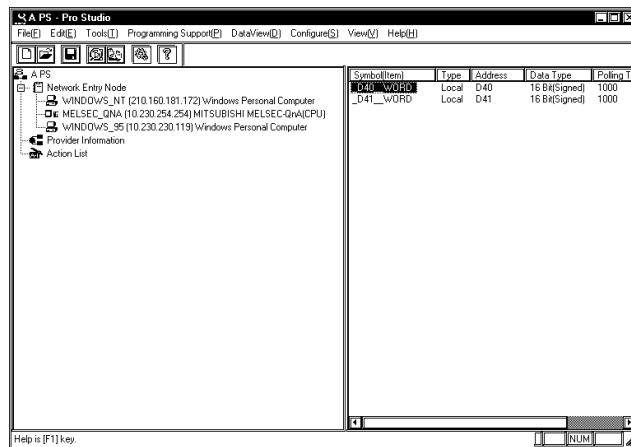 A PS - Pro Studio
File(F) Edit(E) Tools(T) Programming Support(P) DataView(D) Configure(S) View(V) Help(H)
A PS
Network Entry Node
WINDOWS_NT (210.160.181.172) Windows Personal Computer
MELSEC_QNA (10.230.254.254) MITSUBISHI MELSEC-QnA(CPU)
WINDOWS_95 (10.230.230.119) Windows Personal Computer
Provider Information
Action List
Symbol(Item) Type Address Data Type Polling T
_D40__WORD Local D40 16 Bit(Signed) 1000
_D41__WORD Local D41 16 Bit(Signed) 1000
Help is [F1] key.
NUM